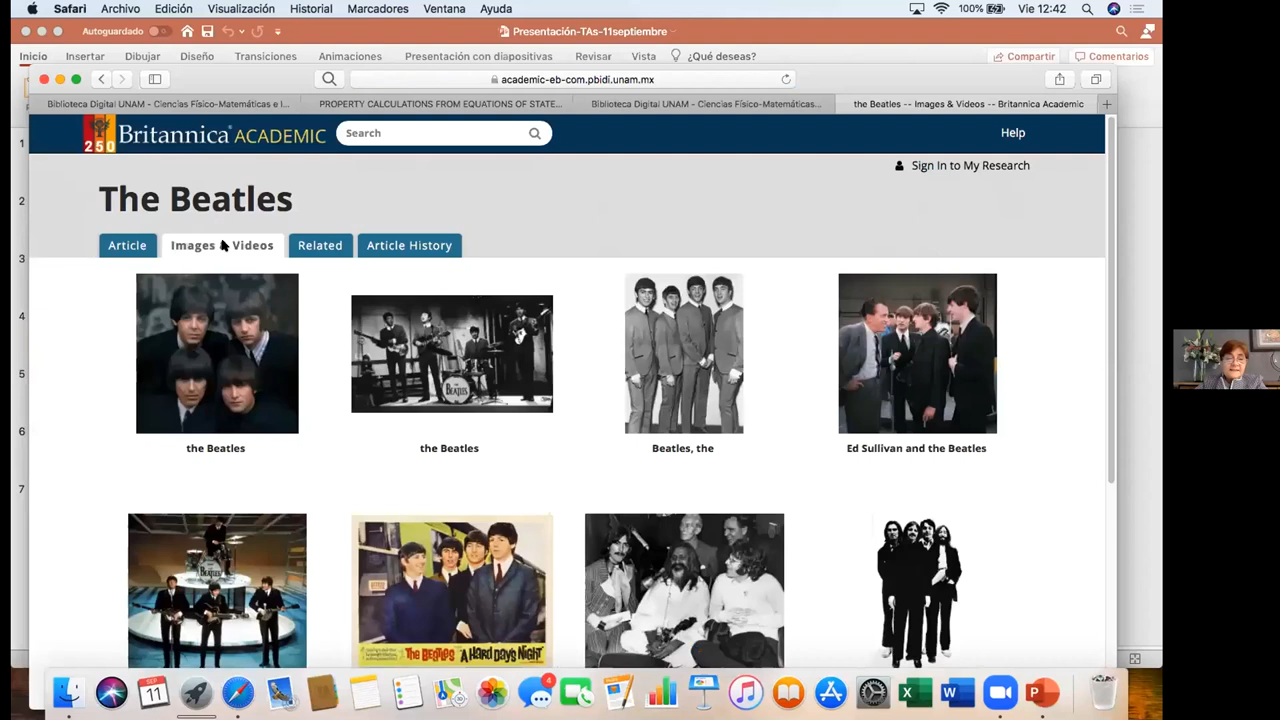 Safari Archivo Edición Visualización Historial Marcadores Ventana Ayuda 100% Vie 12:42
Autoguardado Presentación-TAs-11septiembre
Inicio Insertar Dibujar Diseño Transiciones Animaciones Presentación con diapositivas Revisar Vista ¿Qué deseas? Compartir Comentarios
academic-eb-com.pbidi.unam.mx
Biblioteca Digital UNAM - Ciencias Físico-Matemáticas e I... PROPERTY CALCULATIONS FROM EQUATIONS OF STATE... Biblioteca Digital UNAM - Ciencias Físico-Matemáticas... the Beatles -- Images & Videos -- Britannica Academic
250 Britannica ACADEMIC Search Help
Sign In to My Research
The Beatles
Article Images & Videos Related Article History
1
2
3
4
5
6
7
THE BEATLES
the Beatles the Beatles Beatles, the Ed Sullivan and the Beatles
The BEATLES "A HARD DAY'S NIGHT"
SEP 11 4